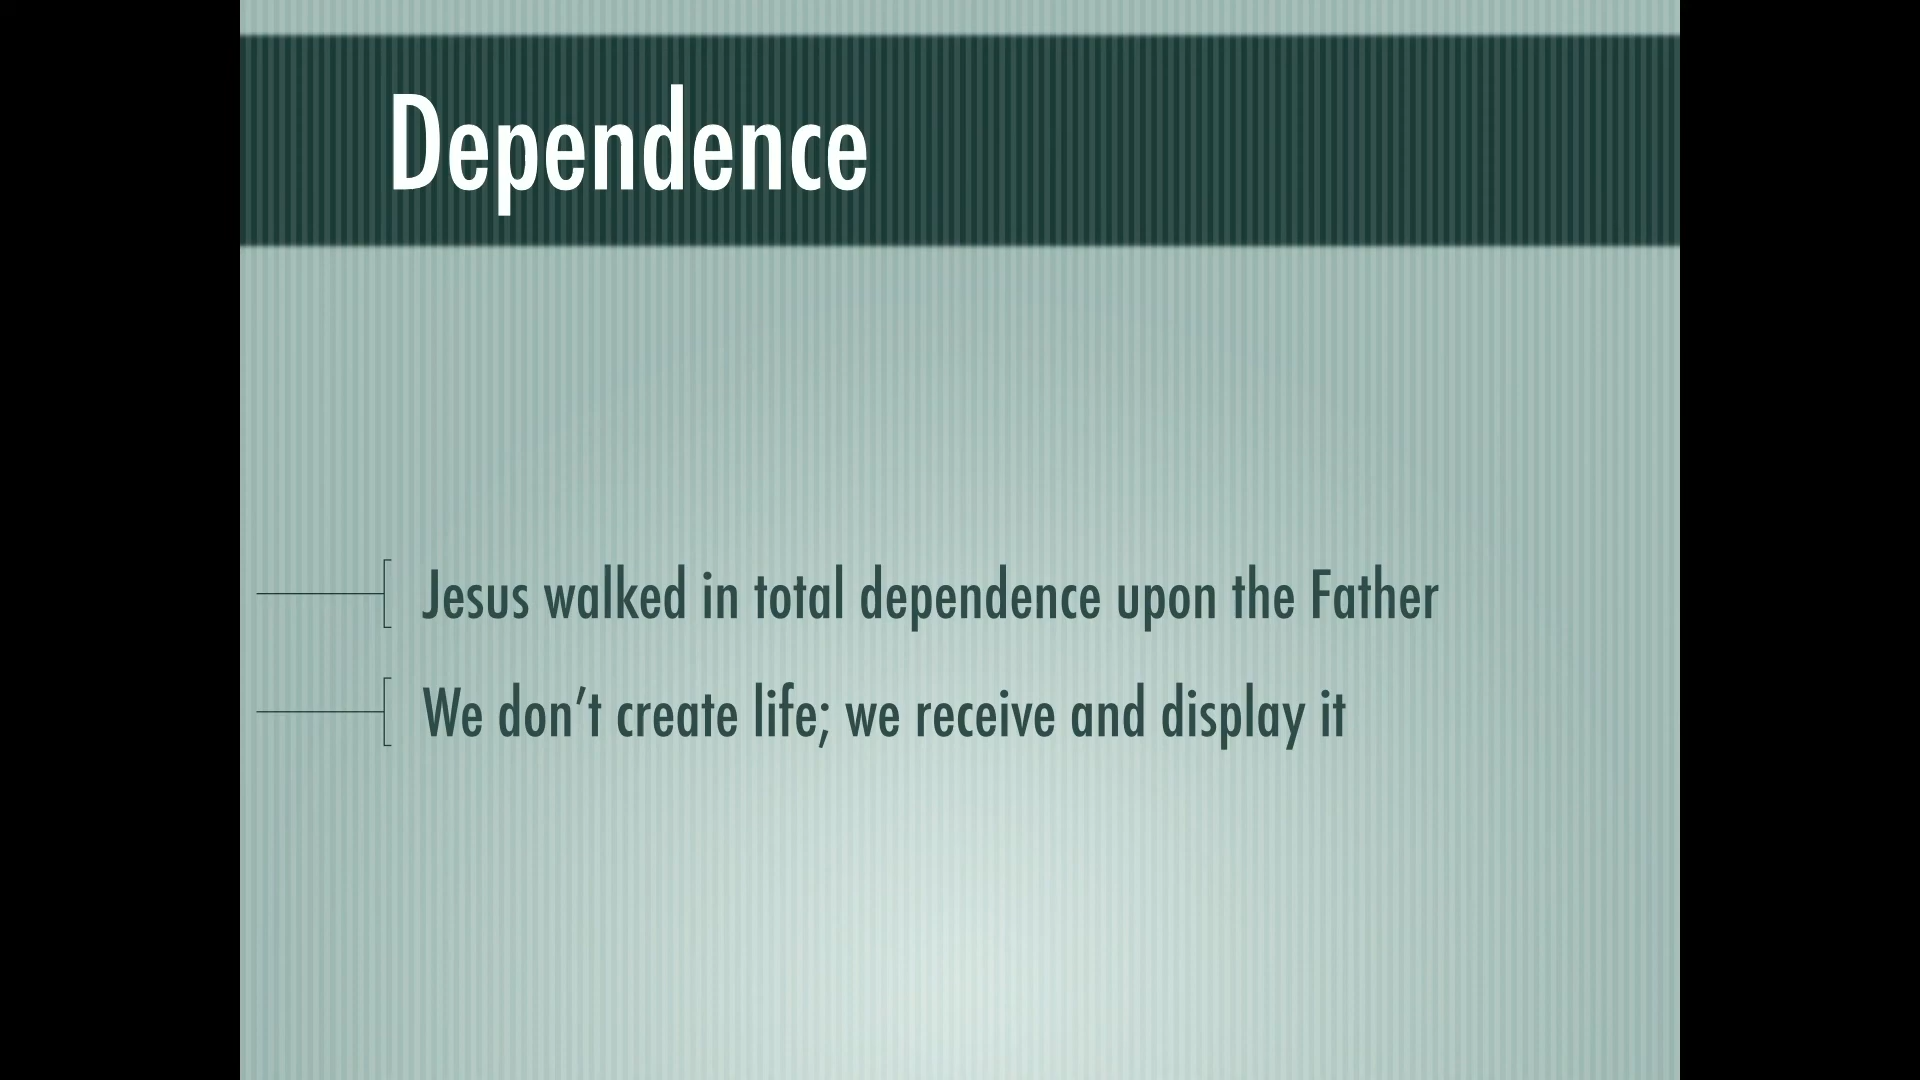 Dependence
Jesus walked in total dependence upon the Father
We don’t create life; we receive and display it